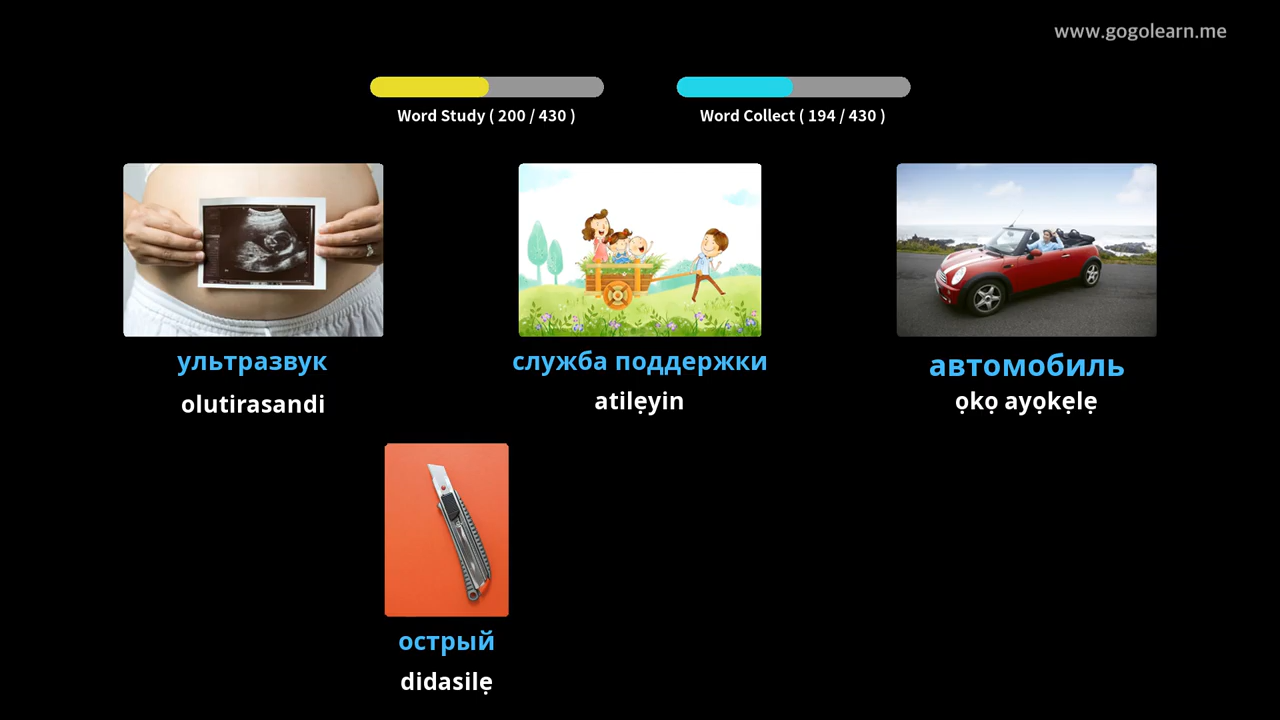 www.gogolearn.me
Word Study ( 200 / 430 )
Word Collect ( 194 / 430 )
ультразвук
olutirasandi
служба поддержки
atilẹyin
автомобиль
ọkọ ayọkẹlẹ
острый
didasilẹ